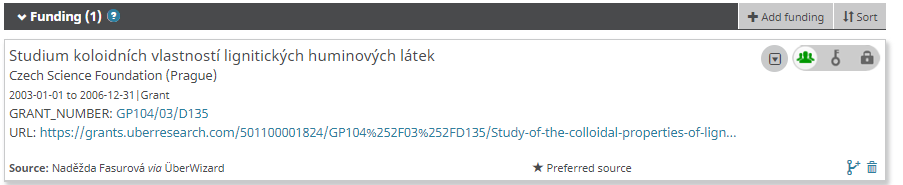 Funding (1) ?
Add funding
Sort
Studium koloidních vlastností lignitických huminových látek
Czech Science Foundation (Prague)
2003-01-01 to 2006-12-31|Grant
GRANT_NUMBER: GP104/03/D135
URL: https://grants.uberresearch.com/501100001824/GP104%252F03%252FD135/Study-of-the-colloidal-properties-of-lign...
Source: Naděžda Fasurová via ÜberWizard
Preferred source